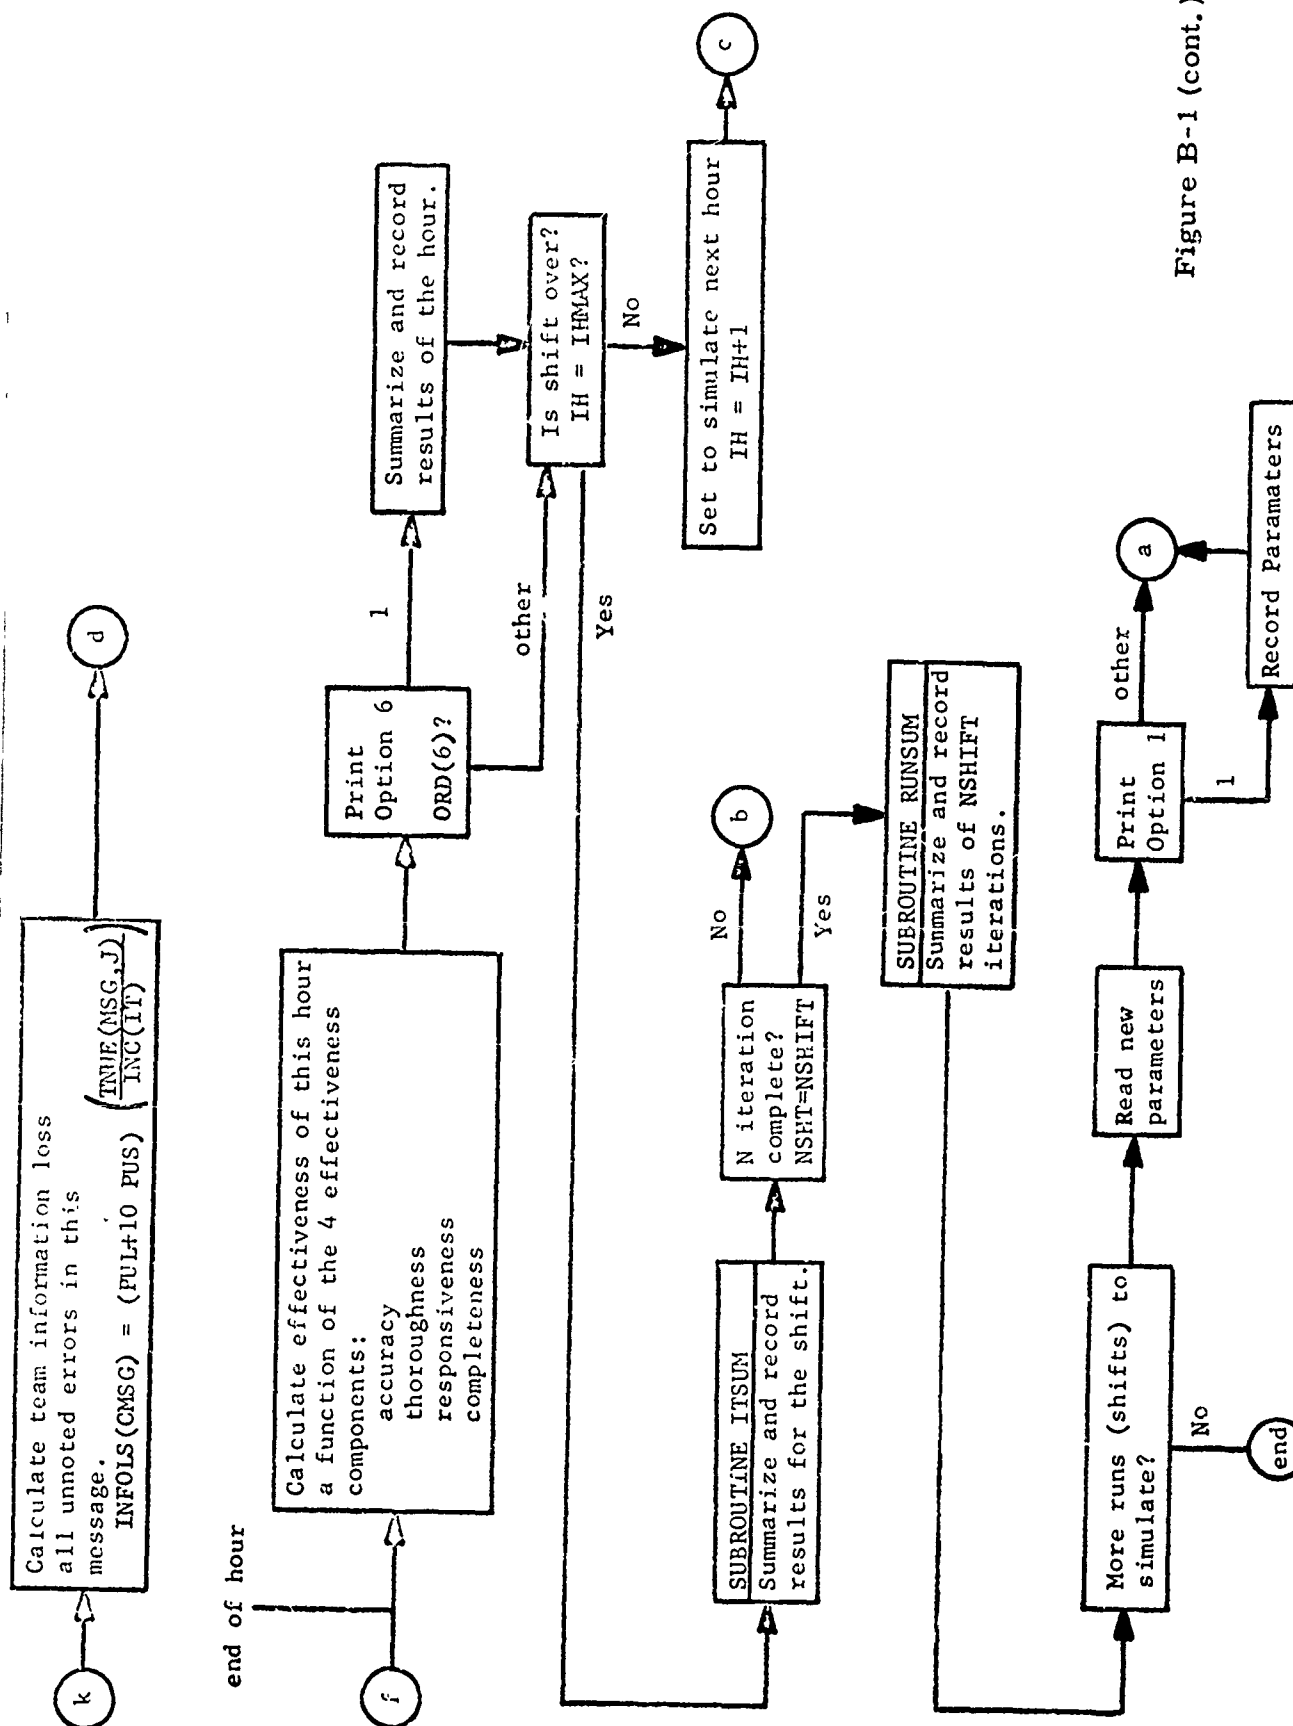 k
Calculate team information loss
all unnoted errors in this
message.
INFOLS(CMSG) = (PUL+10 PUS) (TNUE(MSG,J)
INC(IT))
d
end of hour
f
Calculate effectiveness of this hour
a function of the 4 effectiveness
components:
accuracy
thoroughness
responsiveness
completeness
Print
Option 6
ORD(6)?
1
other
Summarize and record
results of the hour.
Is shift over?
IH = IHMAX?
Yes
No
Set to simulate next hour
IH = IH+1
c
SUBROUTINE ITSUM
Summarize and record
results for the shift.
N iteration
complete?
NSHT=NSHIFT
No
b
Yes
SUBROUTINE RUNSUM
Summarize and record
results of NSHIFT
iterations.
More runs (shifts) to
simulate?
No
end
Read new
parameters
Print
Option 1
other
a
1
Record Paramaters
Figure B-1 (cont.)